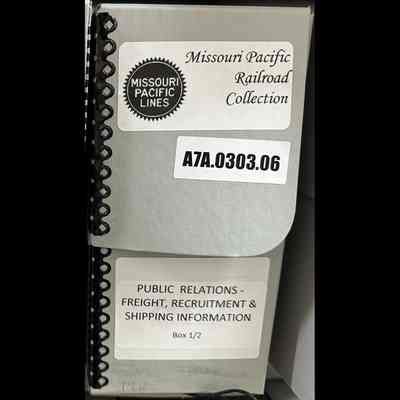 Missouri Pacific
Railroad
Collection
MISSOURI
PACIFIC
LINES
A7A.0303.06
PUBLIC RELATIONS -
FREIGHT, RECRUITMENT &
SHIPPING INFORMATION
Box 1/2